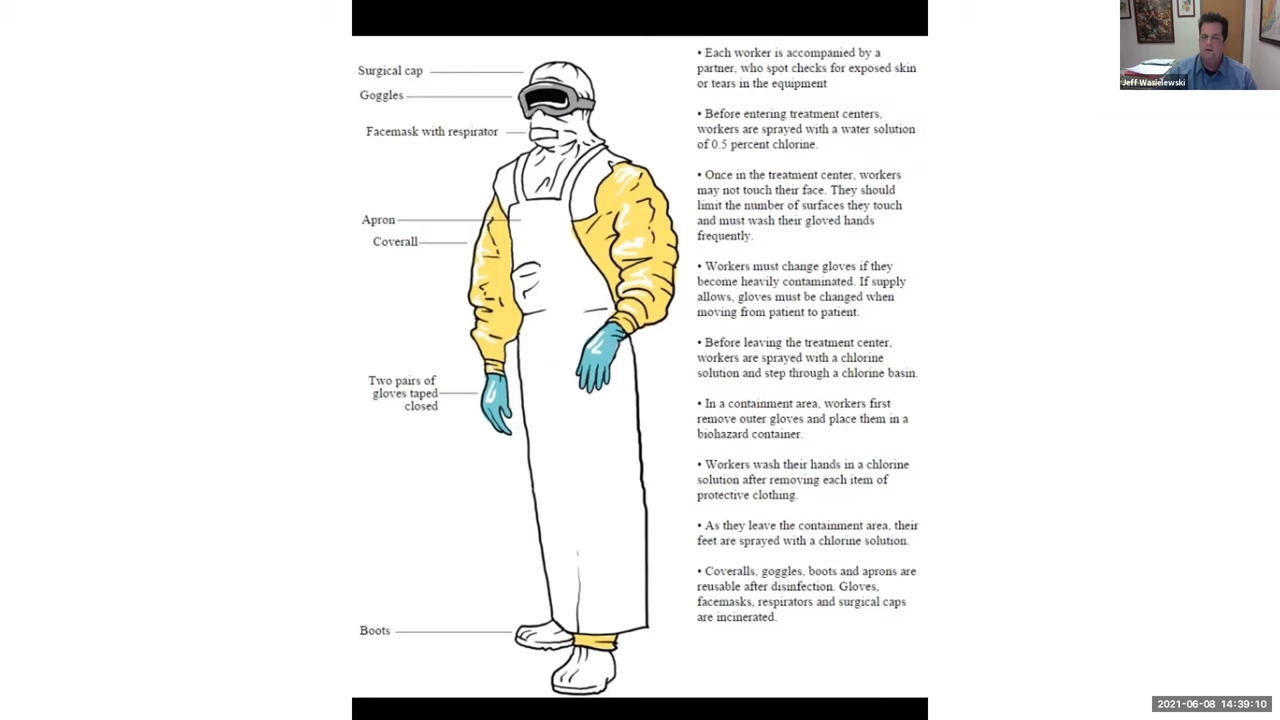 Surgical cap
Goggles
Facemask with respirator
Apron
Coverall
Two pairs of
gloves taped
closed
Boots
• Each worker is accompanied by a
partner, who spot checks for exposed skin
or tears in the equipment
• Before entering treatment centers,
workers are sprayed with a water solution
of 0.5 percent chlorine.
• Once in the treatment center, workers
may not touch their face. They should
limit the number of surfaces they touch
and must wash their gloved hands
frequently.
• Workers must change gloves if they
become heavily contaminated. If supply
allows, gloves must be changed when
moving from patient to patient.
• Before leaving the treatment center,
workers are sprayed with a chlorine
solution and step through a chlorine basin.
• In a containment area, workers first
remove outer gloves and place them in a
biohazard container.
• Workers wash their hands in a chlorine
solution after removing each item of
protective clothing.
• As they leave the containment area, their
feet are sprayed with a chlorine solution.
• Coveralls, goggles, boots and aprons are
reusable after disinfection. Gloves,
facemasks, respirators and surgical caps
are incinerated.
Jeff Wasielewski
2021-06-08 14:39:10